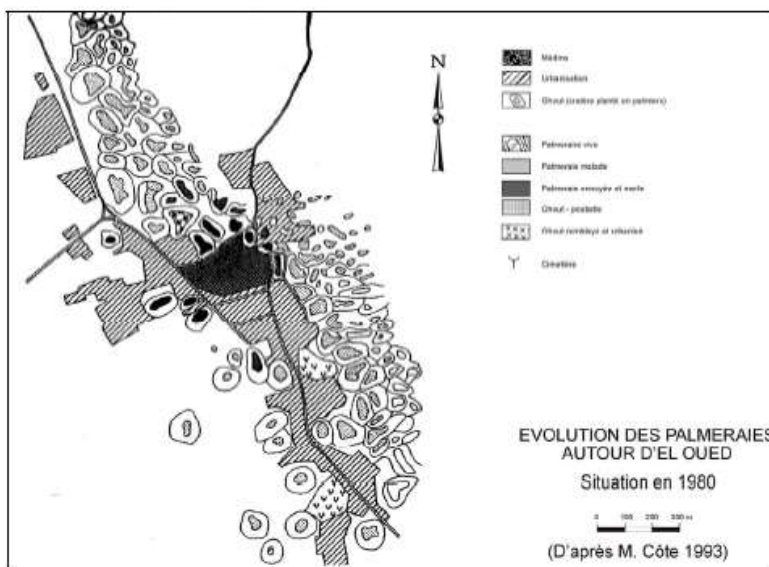 N
Médina
Urbanisation
Ghout (cratère planté en palmiers)
Palmeraie vive
Palmeraie malade
Palmeraie ennoyée et morte
Ghout - poubelle
Ghout remblayé et urbanisé
Cimetière
EVOLUTION DES PALMERAIES
AUTOUR D'EL OUED
Situation en 1980
0 100 200 300 m
(D'après M. Côte 1993)